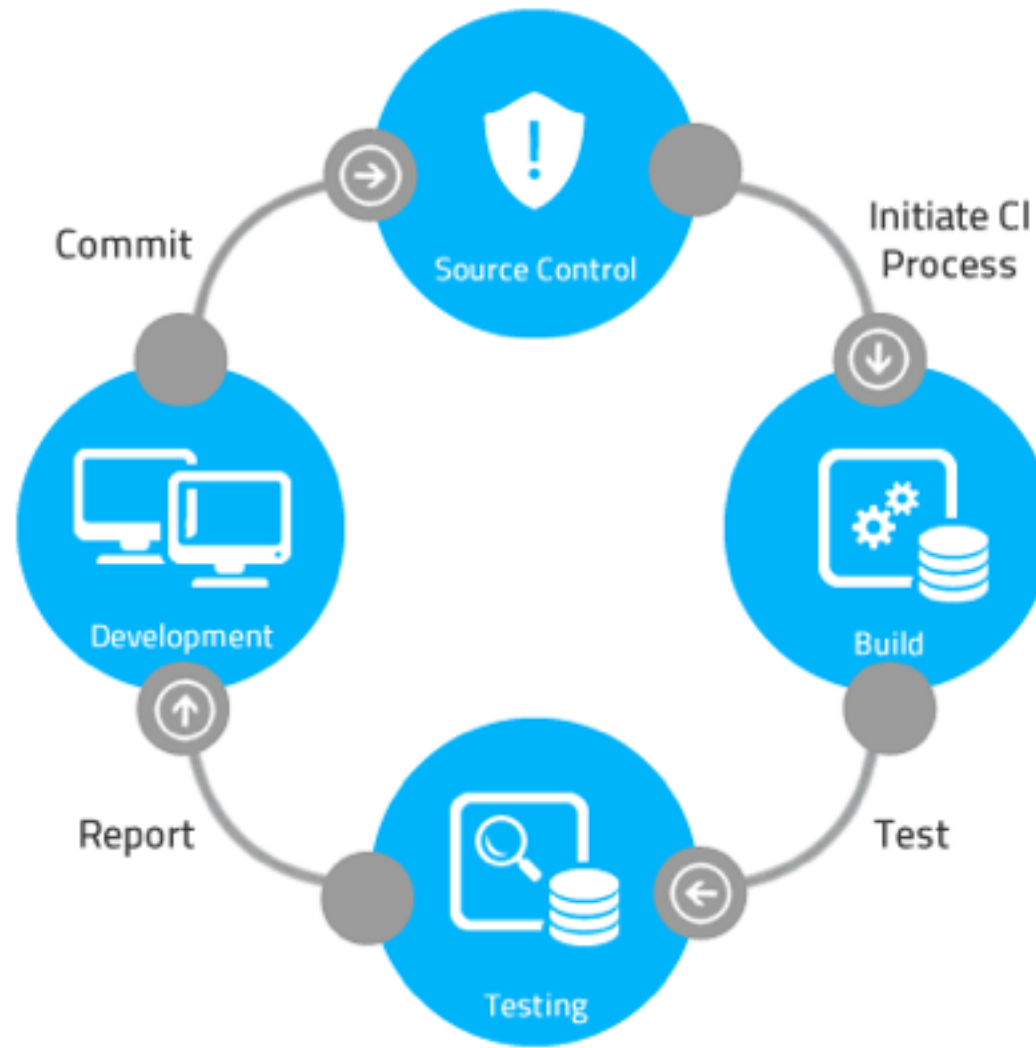 Source Control
Commit
Initiate CI
Process
Development
Build
Report
Test
Testing